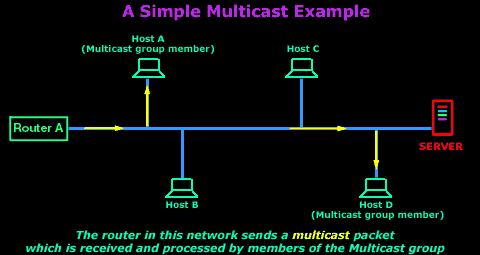 A Simple Multicast Example
Host A
(Multicast group member)
Host C
Router A
SERVER
Host B
Host D
(Multicast group member)
The router in this network sends a multicast packet
which is received and processed by members of the Multicast group